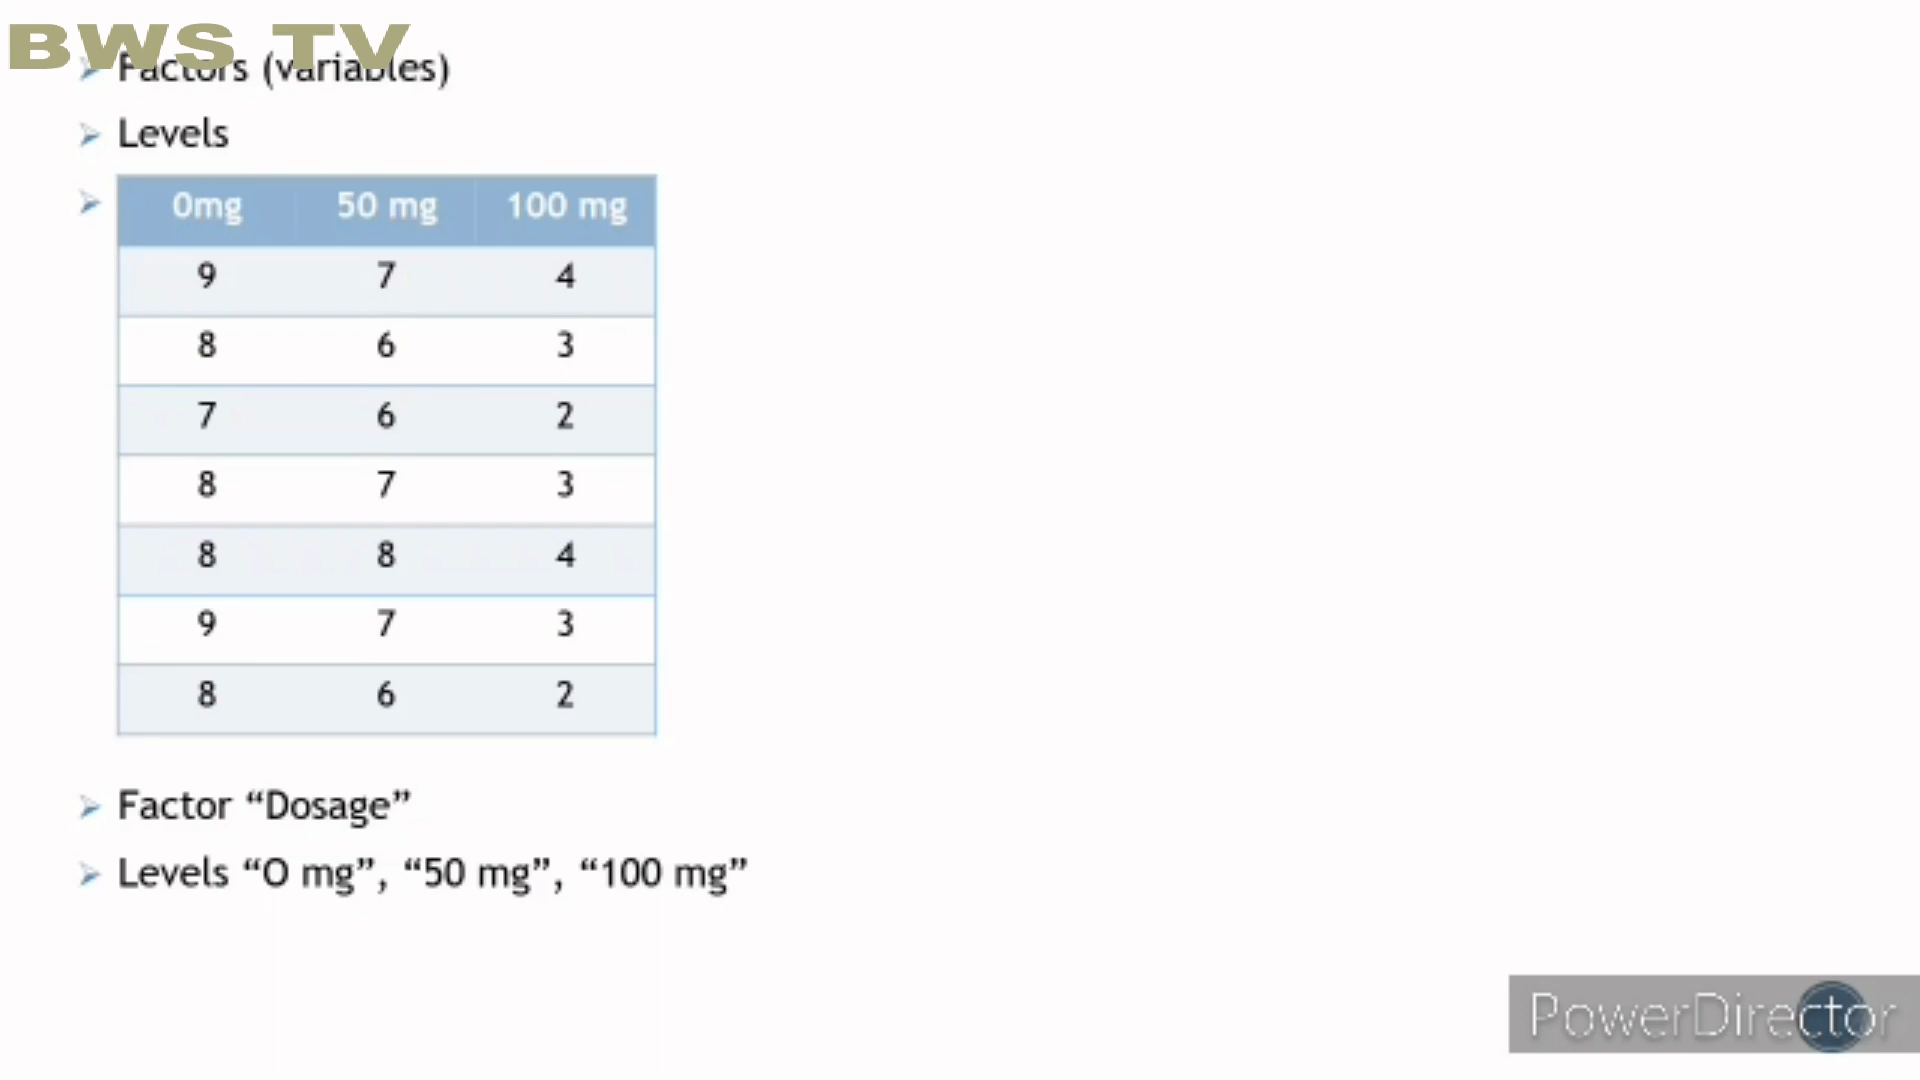 BWS TV
Factors (variables)
Levels
0mg 50 mg 100 mg
9 7 4
8 6 3
7 6 2
8 7 3
8 8 4
9 7 3
8 6 2
Factor “Dosage”
Levels “O mg”, “50 mg”, “100 mg”
PowerDirector